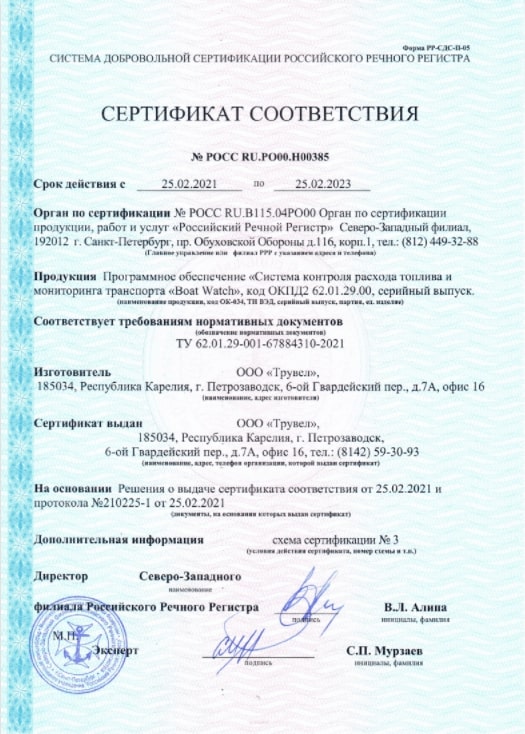 Форма РР-СДС-П-05
СИСТЕМА ДОБРОВОЛЬНОЙ СЕРТИФИКАЦИИ РОССИЙСКОГО РЕЧНОГО РЕГИСТРА
СЕРТИФИКАТ СООТВЕТСТВИЯ
№ РОСС RU.РО00.Н00385
Срок действия с 25.02.2021 по 25.02.2023
Орган по сертификации № РОСС RU.В115.04РО00 Орган по сертификации
продукции, работ и услуг «Российский Речной Регистр» Северо-Западный филиал,
192012 г. Санкт-Петербург, пр. Обуховской Обороны д.116, корп.1, тел.: (812) 449-32-88
(Главное управление или филиал РРР с указанием адреса и телефона)
Продукция Программное обеспечение «Система контроля расхода топлива и
мониторинга транспорта «Boat Watch», код ОКПД2 62.01.29.00, серийный выпуск.
(наименование продукции, код ОК-034, ТН ВЭД, серийный выпуск, партия, ед. изделие)
Соответствует требованиям нормативных документов
(обозначение нормативных документов)
ТУ 62.01.29-001-67884310-2021
Изготовитель ООО «Трувел»,
185034, Республика Карелия, г. Петрозаводск, 6-ой Гвардейский пер., д.7А, офис 16
(наименование, адрес изготовителя)
Сертификат выдан ООО «Трувел»,
185034, Республика Карелия, г. Петрозаводск,
6-ой Гвардейский пер., д.7А, офис 16, тел.: (8142) 59-30-93
(наименование, адрес, телефон организации, которой выдан сертификат)
На основании Решения о выдаче сертификата соответствия от 25.02.2021 и
протокола №210225-1 от 25.02.2021
(документы, на основании которых выдан сертификат)
Дополнительная информация схема сертификации № 3
(условия действия сертификата, номер схемы и т.п.)
Директор Северо-Западного
наименование
филиала Российского Речного Регистра В.Л. Алипа
подпись инициалы, фамилия
М.П.
Эксперт С.П. Мурзаев
подпись инициалы, фамилия